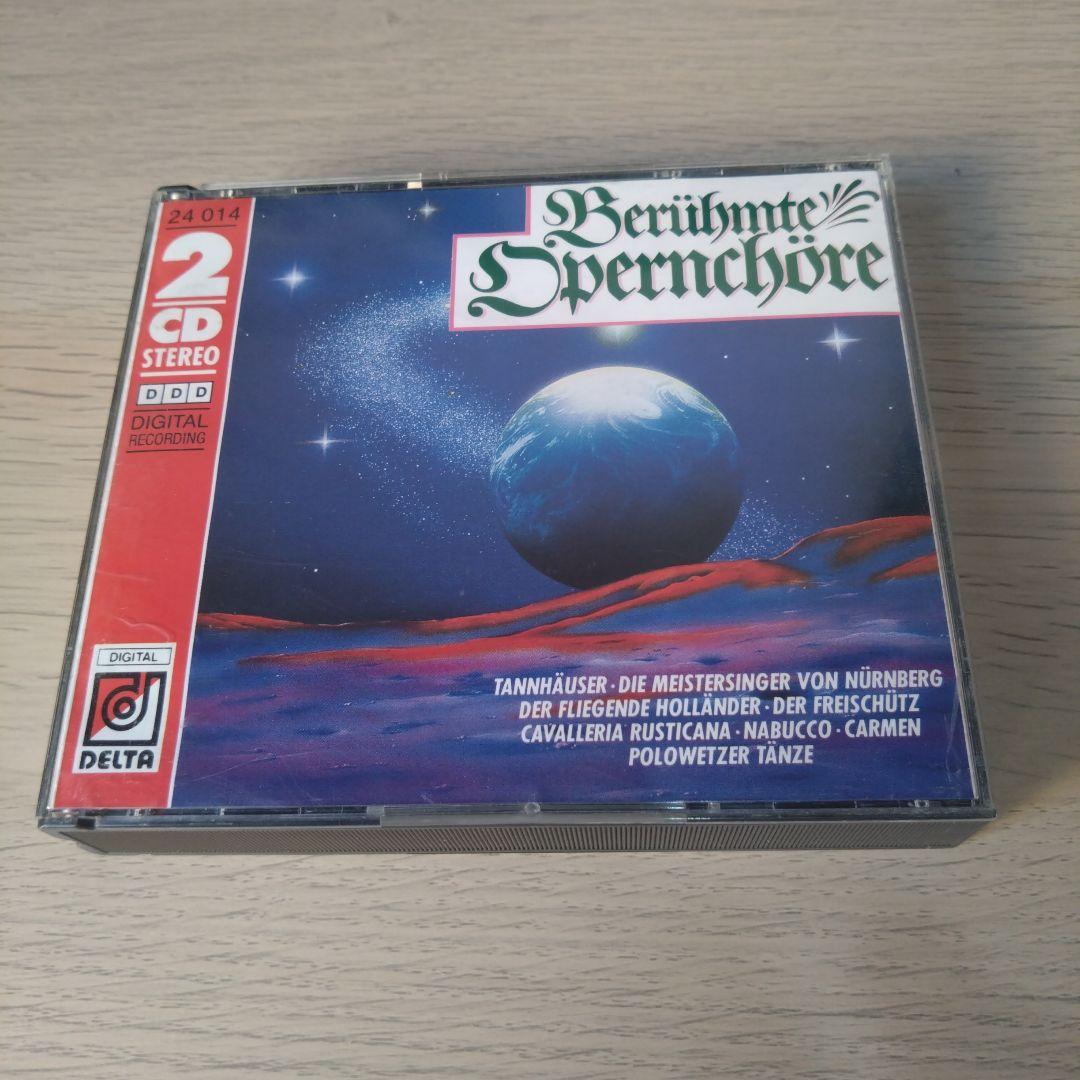 24 014
2
CD
STEREO
D D D
DIGITAL
RECORDING
Berühmte
Opernchöre
TANNHÄUSER · DIE MEISTERSINGER VON NÜRNBERG
DER FLIEGENDE HOLLÄNDER · DER FREISCHÜTZ
CAVALLERIA RUSTICANA · NABUCCO · CARMEN
POLOWETZER TÄNZE
DIGITAL
DELTA